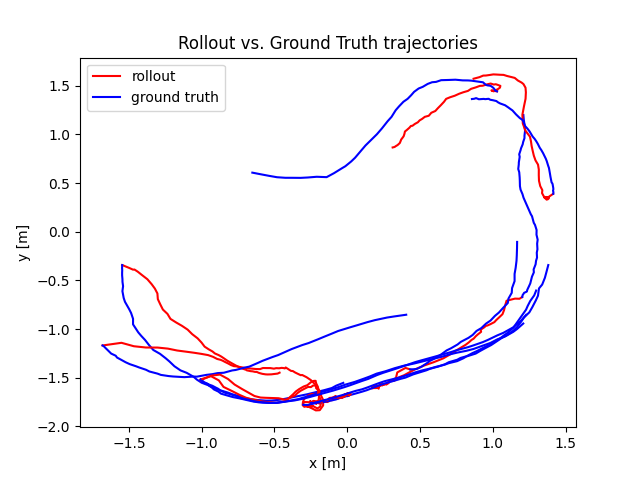 Rollout vs. Ground Truth trajectories
rollout
ground truth
1.5
1.0
0.5
0.0
−0.5
−1.0
−1.5
−2.0
y [m]
−1.5 −1.0 −0.5 0.0 0.5 1.0 1.5
x [m]